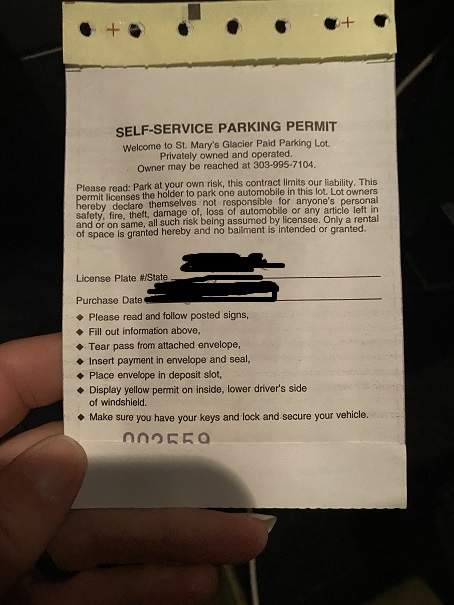 SELF-SERVICE PARKING PERMIT
Welcome to St. Mary's Glacier Paid Parking Lot.
Privately owned and operated.
Owner may be reached at 303-995-7104.
Please read: Park at your own risk, this contract limits our liability. This
permit licenses the holder to park one automobile in this lot. Lot owners
hereby declare themselves not responsible for anyone's personal
safety, fire, theft, damage of, loss of automobile or any article left in
and or on same, all such risk being assumed by licensee. Only a rental
of space is granted hereby and no bailment is intended or granted.
License Plate #/State
Purchase Date
◆ Please read and follow posted signs,
◆ Fill out information above,
◆ Tear pass from attached envelope,
◆ Insert payment in envelope and seal,
◆ Place envelope in deposit slot,
◆ Display yellow permit on inside, lower driver's side
of windshield.
◆ Make sure you have your keys and lock and secure your vehicle.
002559